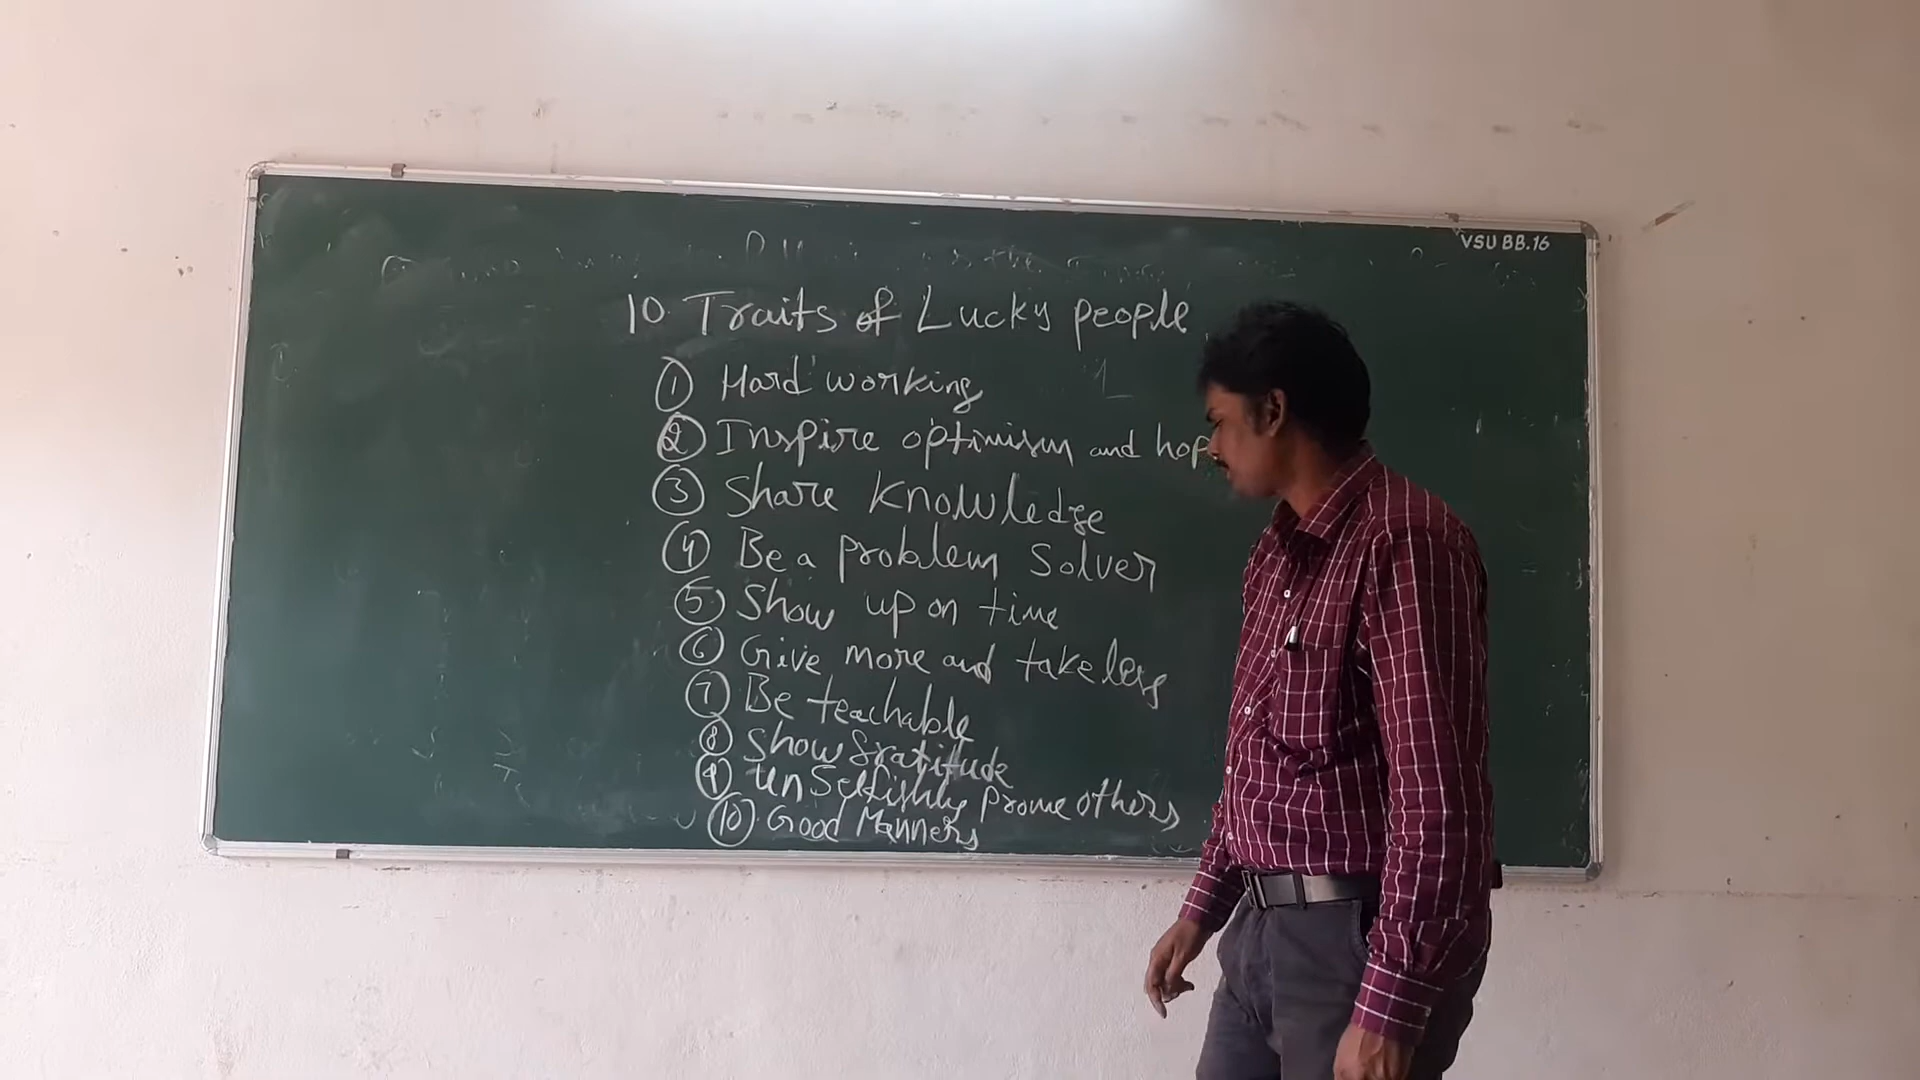 VSU BB.16
10 Traits of Lucky people
1 Hard working
2 Inspire optimism and hop
3 Share Knowledge
4 Be a problem Solver
5 Show up on time
6 Give more and take less
7 Be teachable
8 Show gratitude
9 unselfishly prome others
10 Good Manners